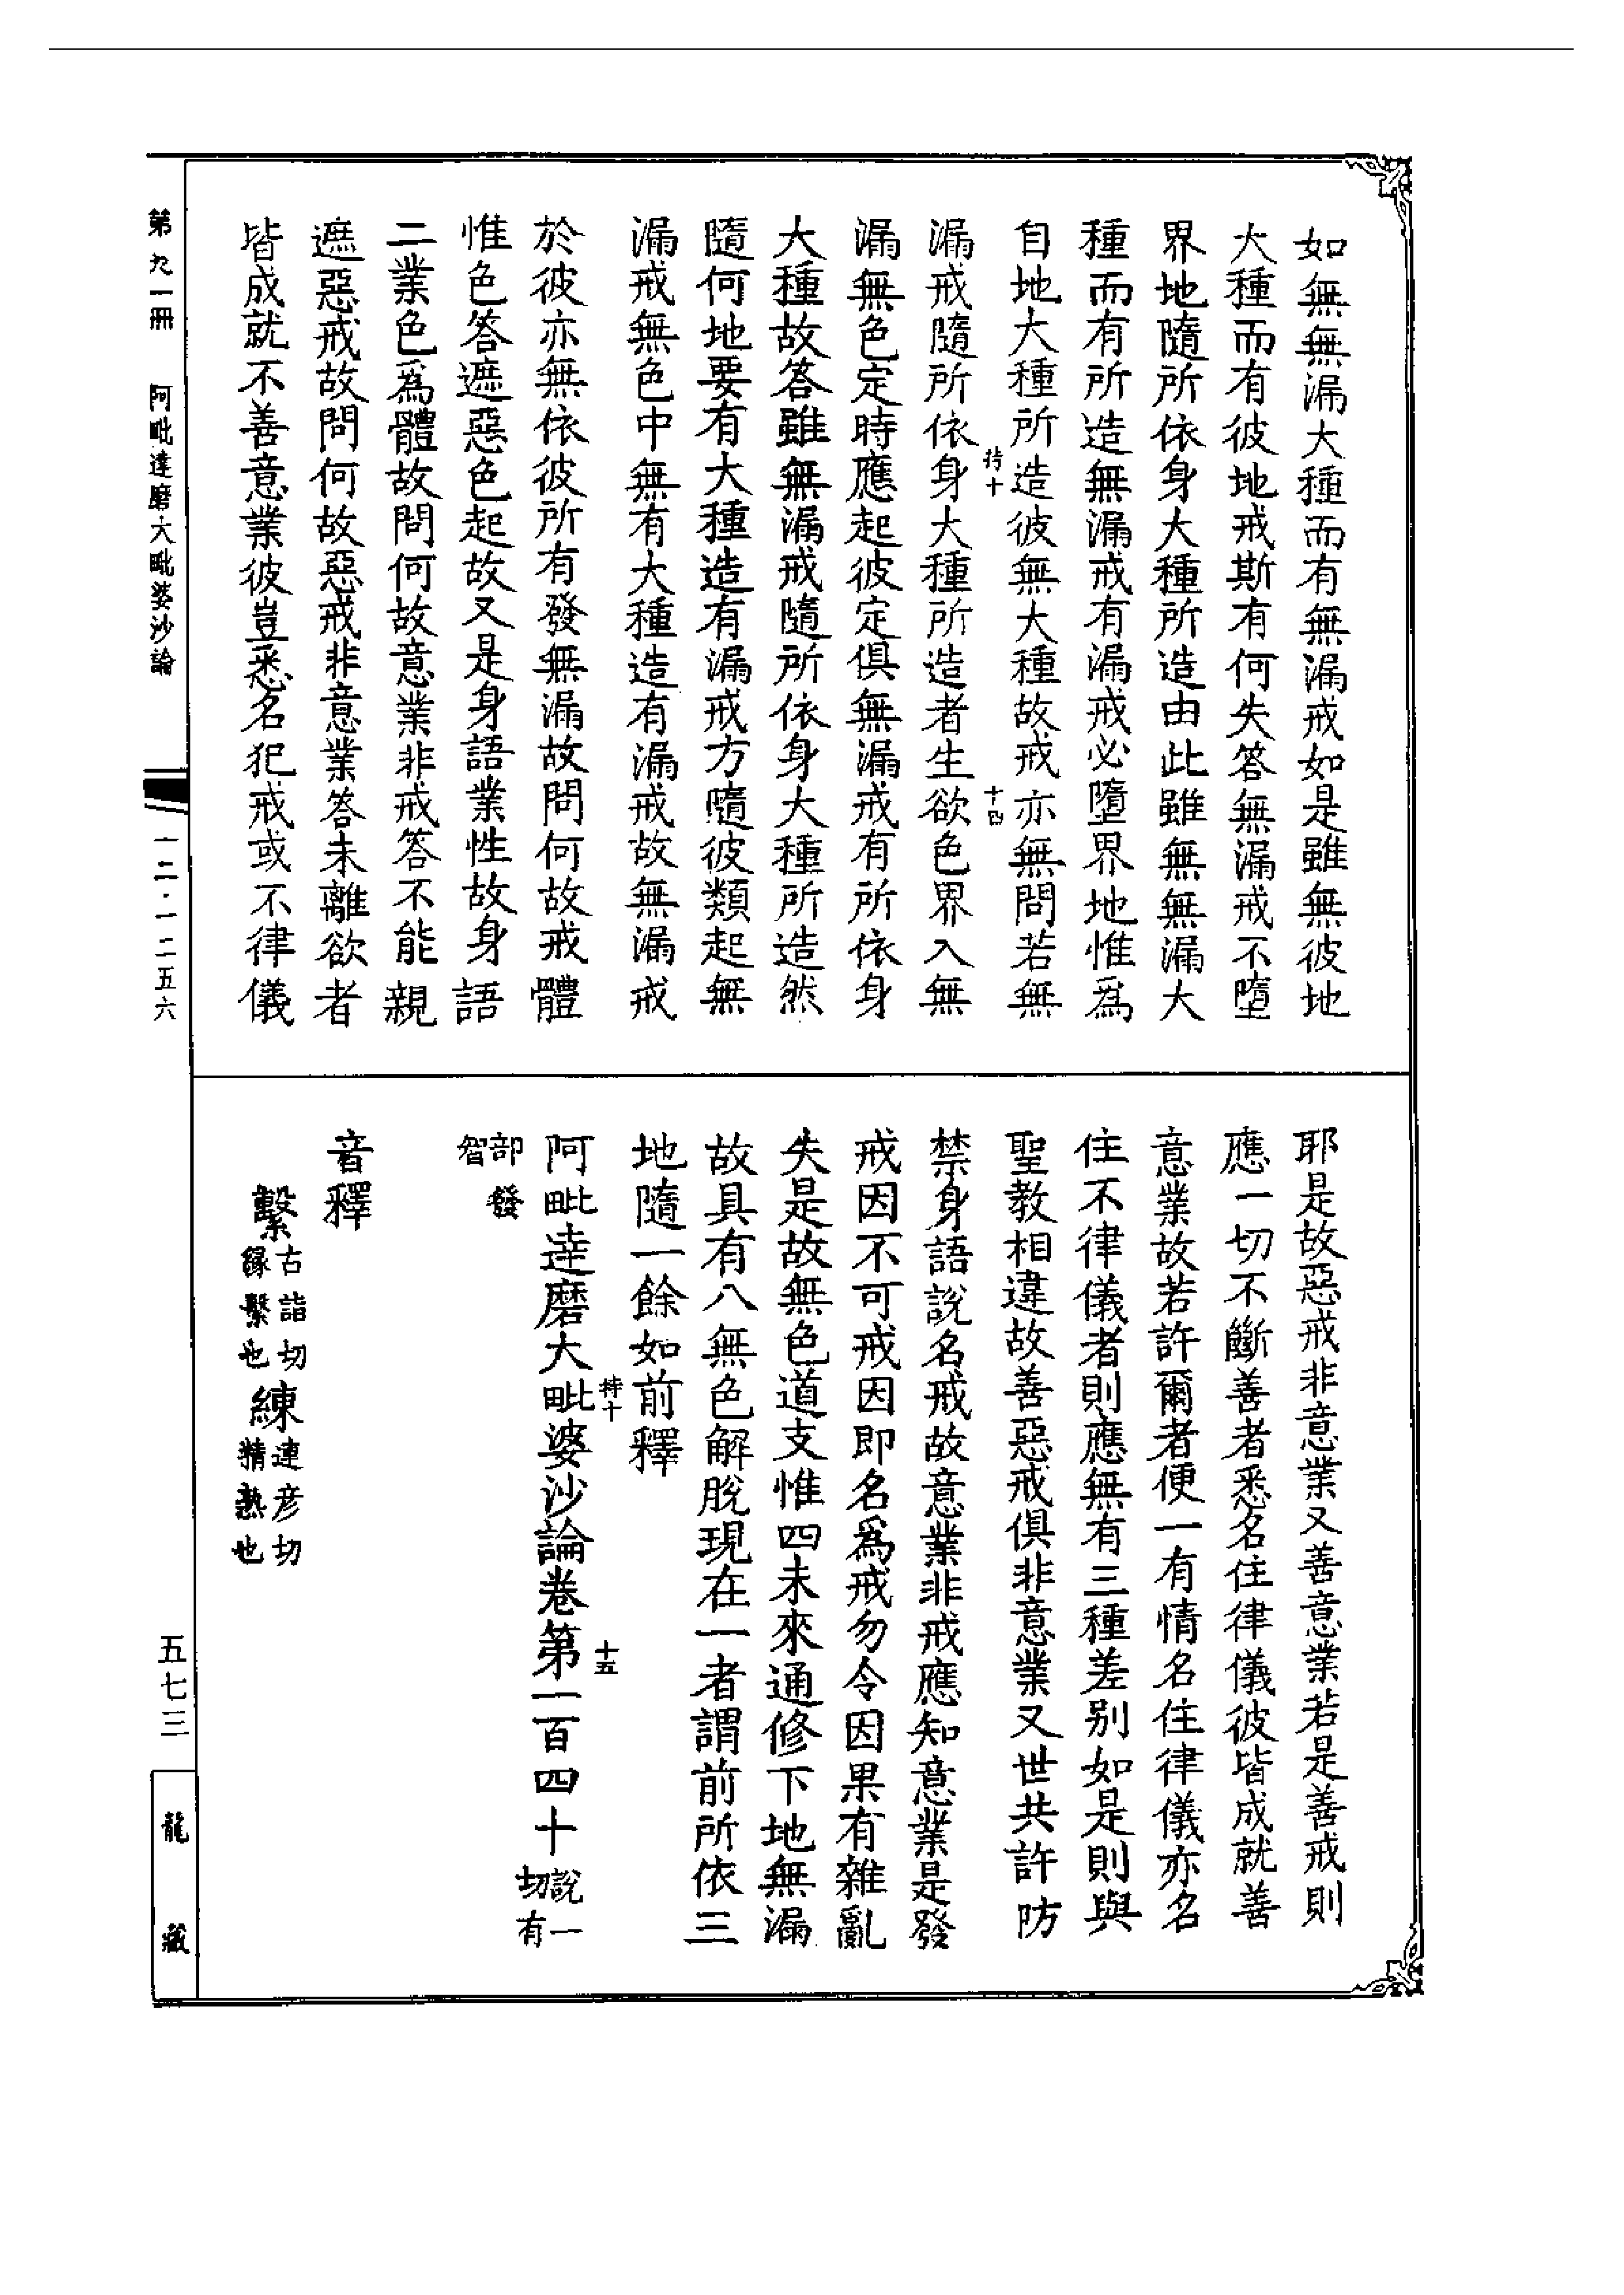 如無無漏大種而有無漏戒如是雖無彼地
大種而有彼地戒斯有何失答無漏戒不墮
界地隨所依身大種所造由此雖無無漏大
種而有所造無漏戒有漏戒必墮界地惟爲
自地大種所造彼無大種故戒亦無問若無
持十
十四
漏戒隨所依身大種所造者生欲色界入無
漏無色定時應起彼定俱無漏戒有所依身
大種故答雖無漏戒隨所依身大種所造然
隨何地要有大種造有漏戒方隨彼類起無
漏戒無色中無有大種造有漏戒故無漏戒
於彼亦無依彼所有發無漏故問何故戒體
惟色答遮惡色起故又是身語業性故身語
二業色爲體故問何故意業非戒答不能親
遮惡戒故問何故惡戒非意業答未離欲者
皆成就不善意業彼豈悉名犯戒或不律儀
耶是故惡戒非意業又善意業若是善戒則
應一切不斷善者悉名住律儀彼皆成就善
意業故若許爾者便一有情名住律儀亦名
住不律儀者則應無有三種差别如是則與
聖教相違故善惡戒俱非意業又世共許防
禁身語說名戒故意業非戒應知意業是發
戒因不可戒因即名爲戒勿令因果有雜亂
失是故無色道支惟四未來通修下地無漏
故具有八無色解脫現在一者謂前所依三
地隨一餘如前釋
持十
十五
阿毗達磨大毗婆沙論卷第一百四十說一
切有
部發
智
音釋
繫古詣切
緣繫也練連彦切
精熟也
第九一冊 阿毗達磨大毗婆沙論
一二·一二五六
五七三
龍藏